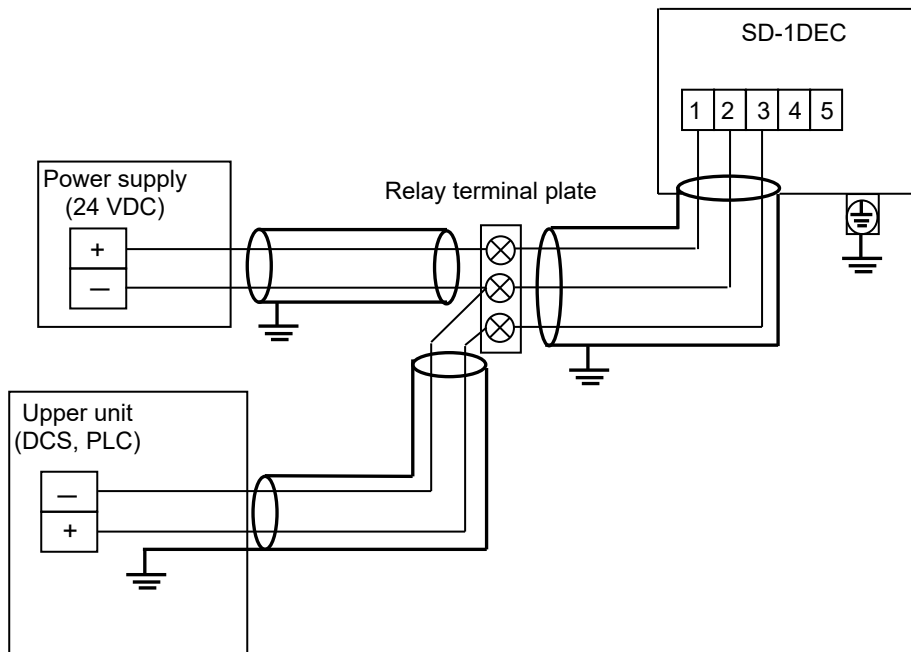 SD-1DEC
1 2 3 4 5
Power supply
(24 VDC)
+
—
Relay terminal plate
Upper unit
(DCS, PLC)
—
+